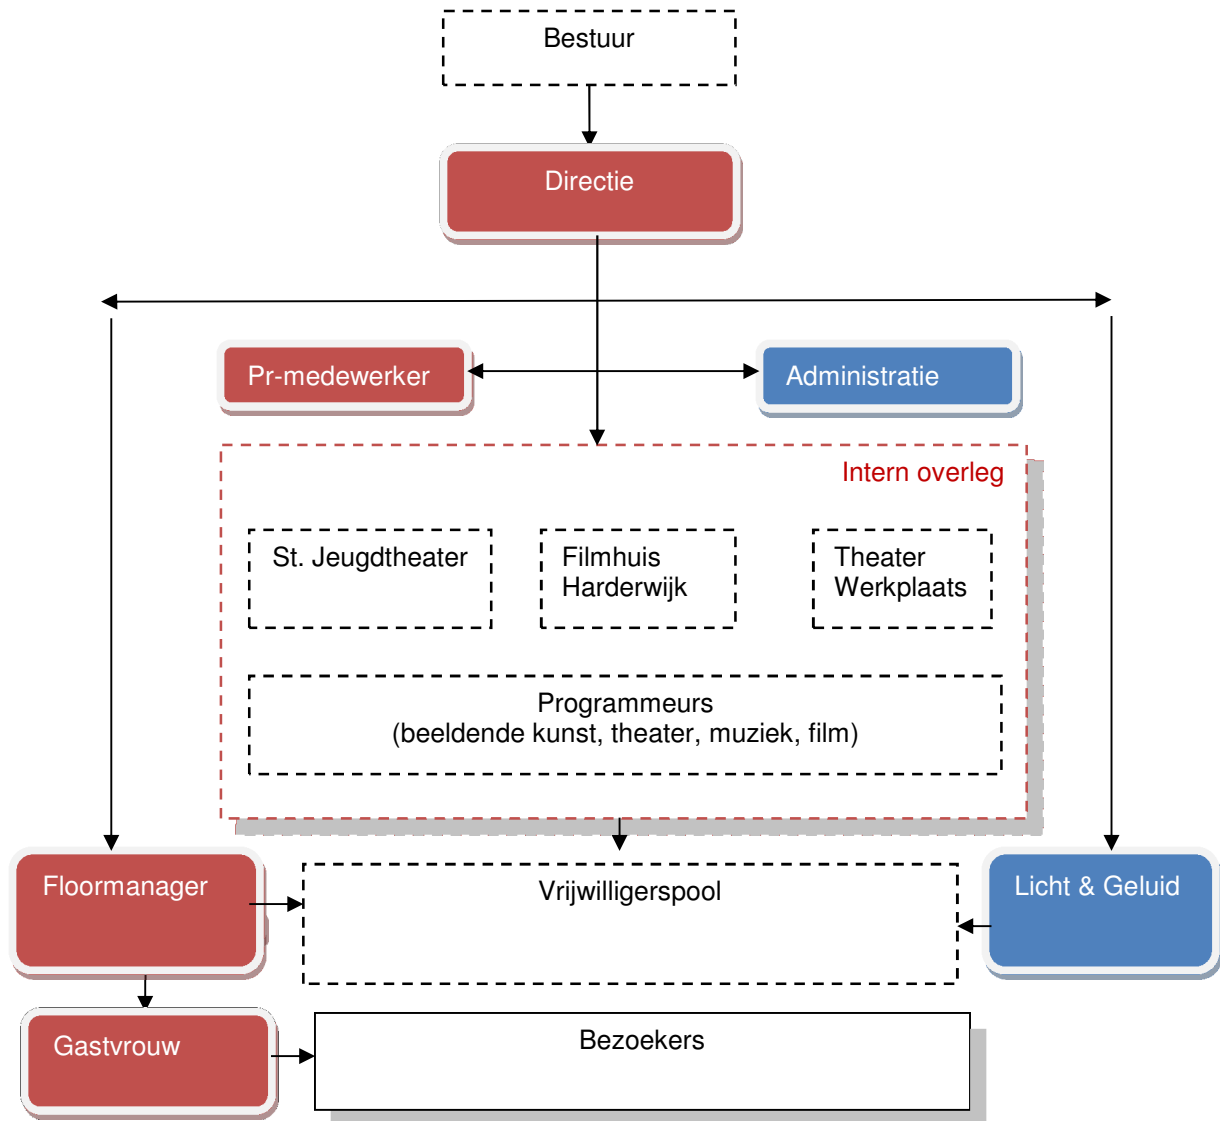 Bestuur
Directie
Pr-medewerker
Administratie
Intern overleg
St. Jeugdtheater
Filmhuis
Harderwijk
Theater
Werkplaats
Programmeurs
(beeldende kunst, theater, muziek, film)
Floormanager
Vrijwilligerspool
Licht & Geluid
Gastvrouw
Bezoekers